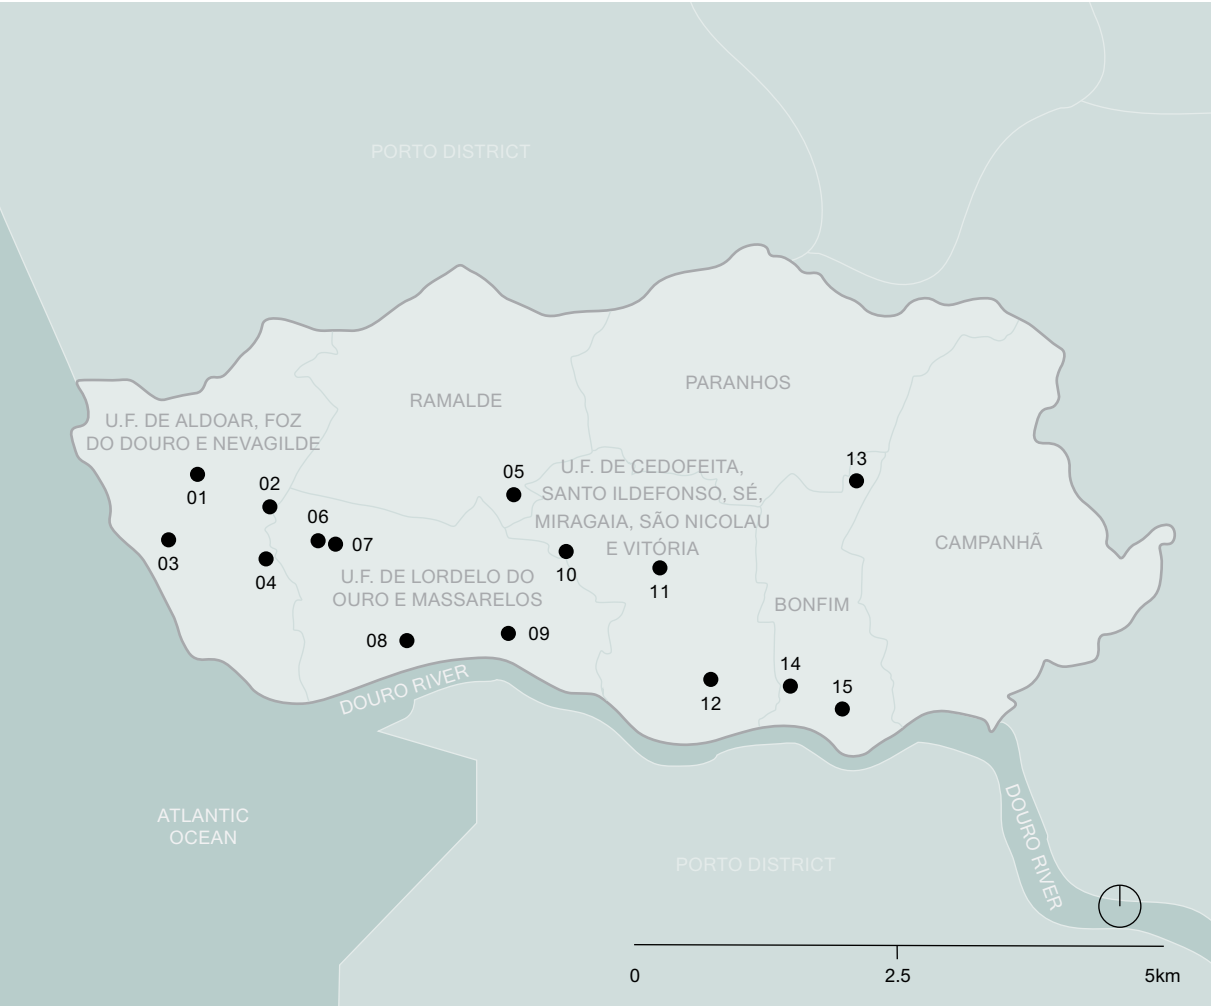 PORTO DISTRICT
PARANHOS
RAMALDE
U.F. DE ALDOAR, FOZ
DO DOURO E NEVAGILDE
13
U.F. DE CEDOFEITA,
SANTO ILDEFONSO, SÉ,
MIRAGAIA, SÃO NICOLAU
E VITÓRIA
05
02
01
06
07
CAMPANHÃ
03
04
10
U.F. DE LORDELO DO
OURO E MASSARELOS
11
BONFIM
09
08
14
15
12
DOURO RIVER
ATLANTIC
OCEAN
DOURO RIVER
PORTO DISTRICT
0
2.5
5km